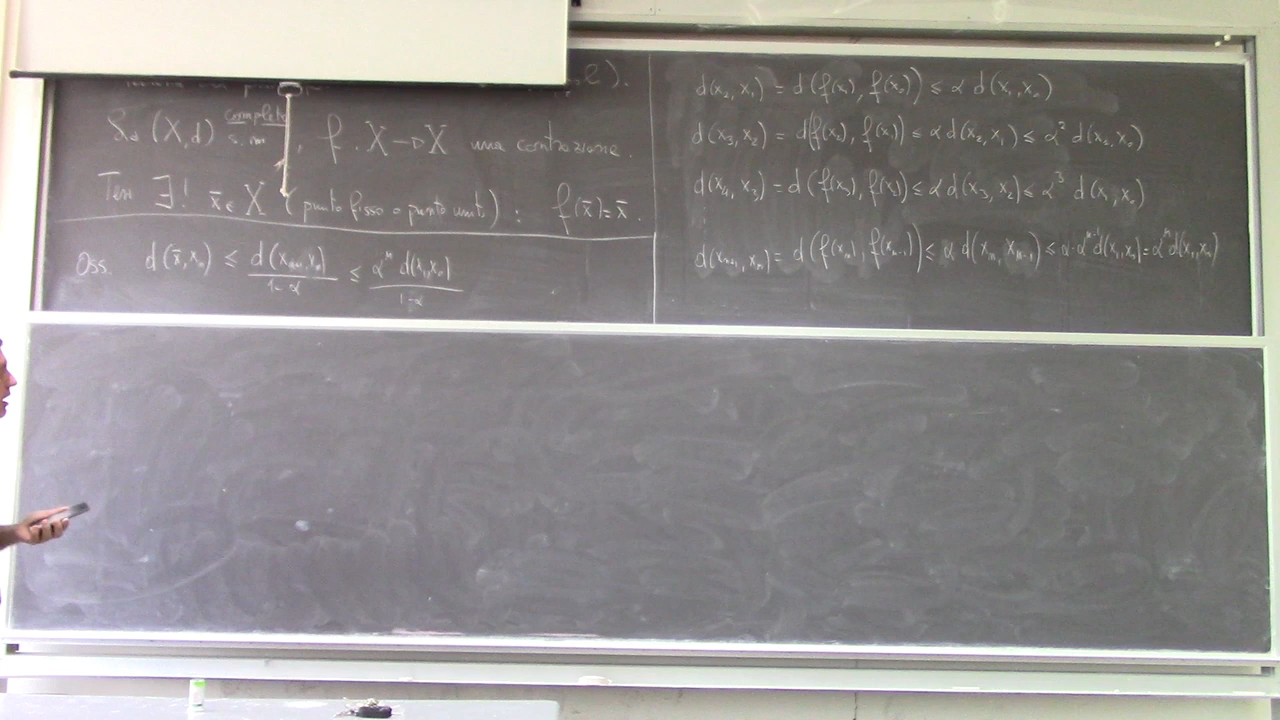 Sia (X,d) completo s.m., f: X→X una contrazione.
Tesi ∃! x̄ ∈ X (punto fisso o punto unito): f(x̄)=x̄.
Oss. d(x̄,xₙ) ≤ d(xₙ₊₁,xₙ)/(1-α) ≤ αⁿ d(x₁,x₀)/(1-α)
d(x₂,x₁) = d(f(x₁), f(x₀)) ≤ α d(x₁,x₀)
d(x₃,x₂) = d(f(x₂), f(x₁)) ≤ α d(x₂,x₁) ≤ α² d(x₁,x₀)
d(x₄,x₃) = d(f(x₃), f(x₂)) ≤ α d(x₃,x₂) ≤ α³ d(x₁,x₀)
d(xₙ₊₁,xₙ) = d(f(xₙ), f(xₙ₋₁)) ≤ α d(xₙ,xₙ₋₁) ≤ α·αⁿ⁻¹ d(x₁,x₀) = αⁿ d(x₁,x₀)